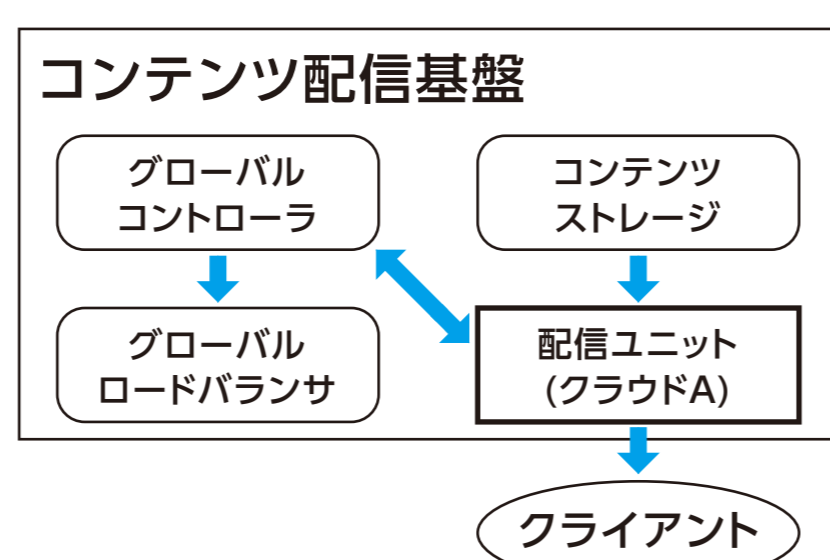 コンテンツ配信基盤
グローバル
コントローラ
コンテンツ
ストレージ
グローバル
ロードバランサ
配信ユニット
(クラウドA)
クライアント